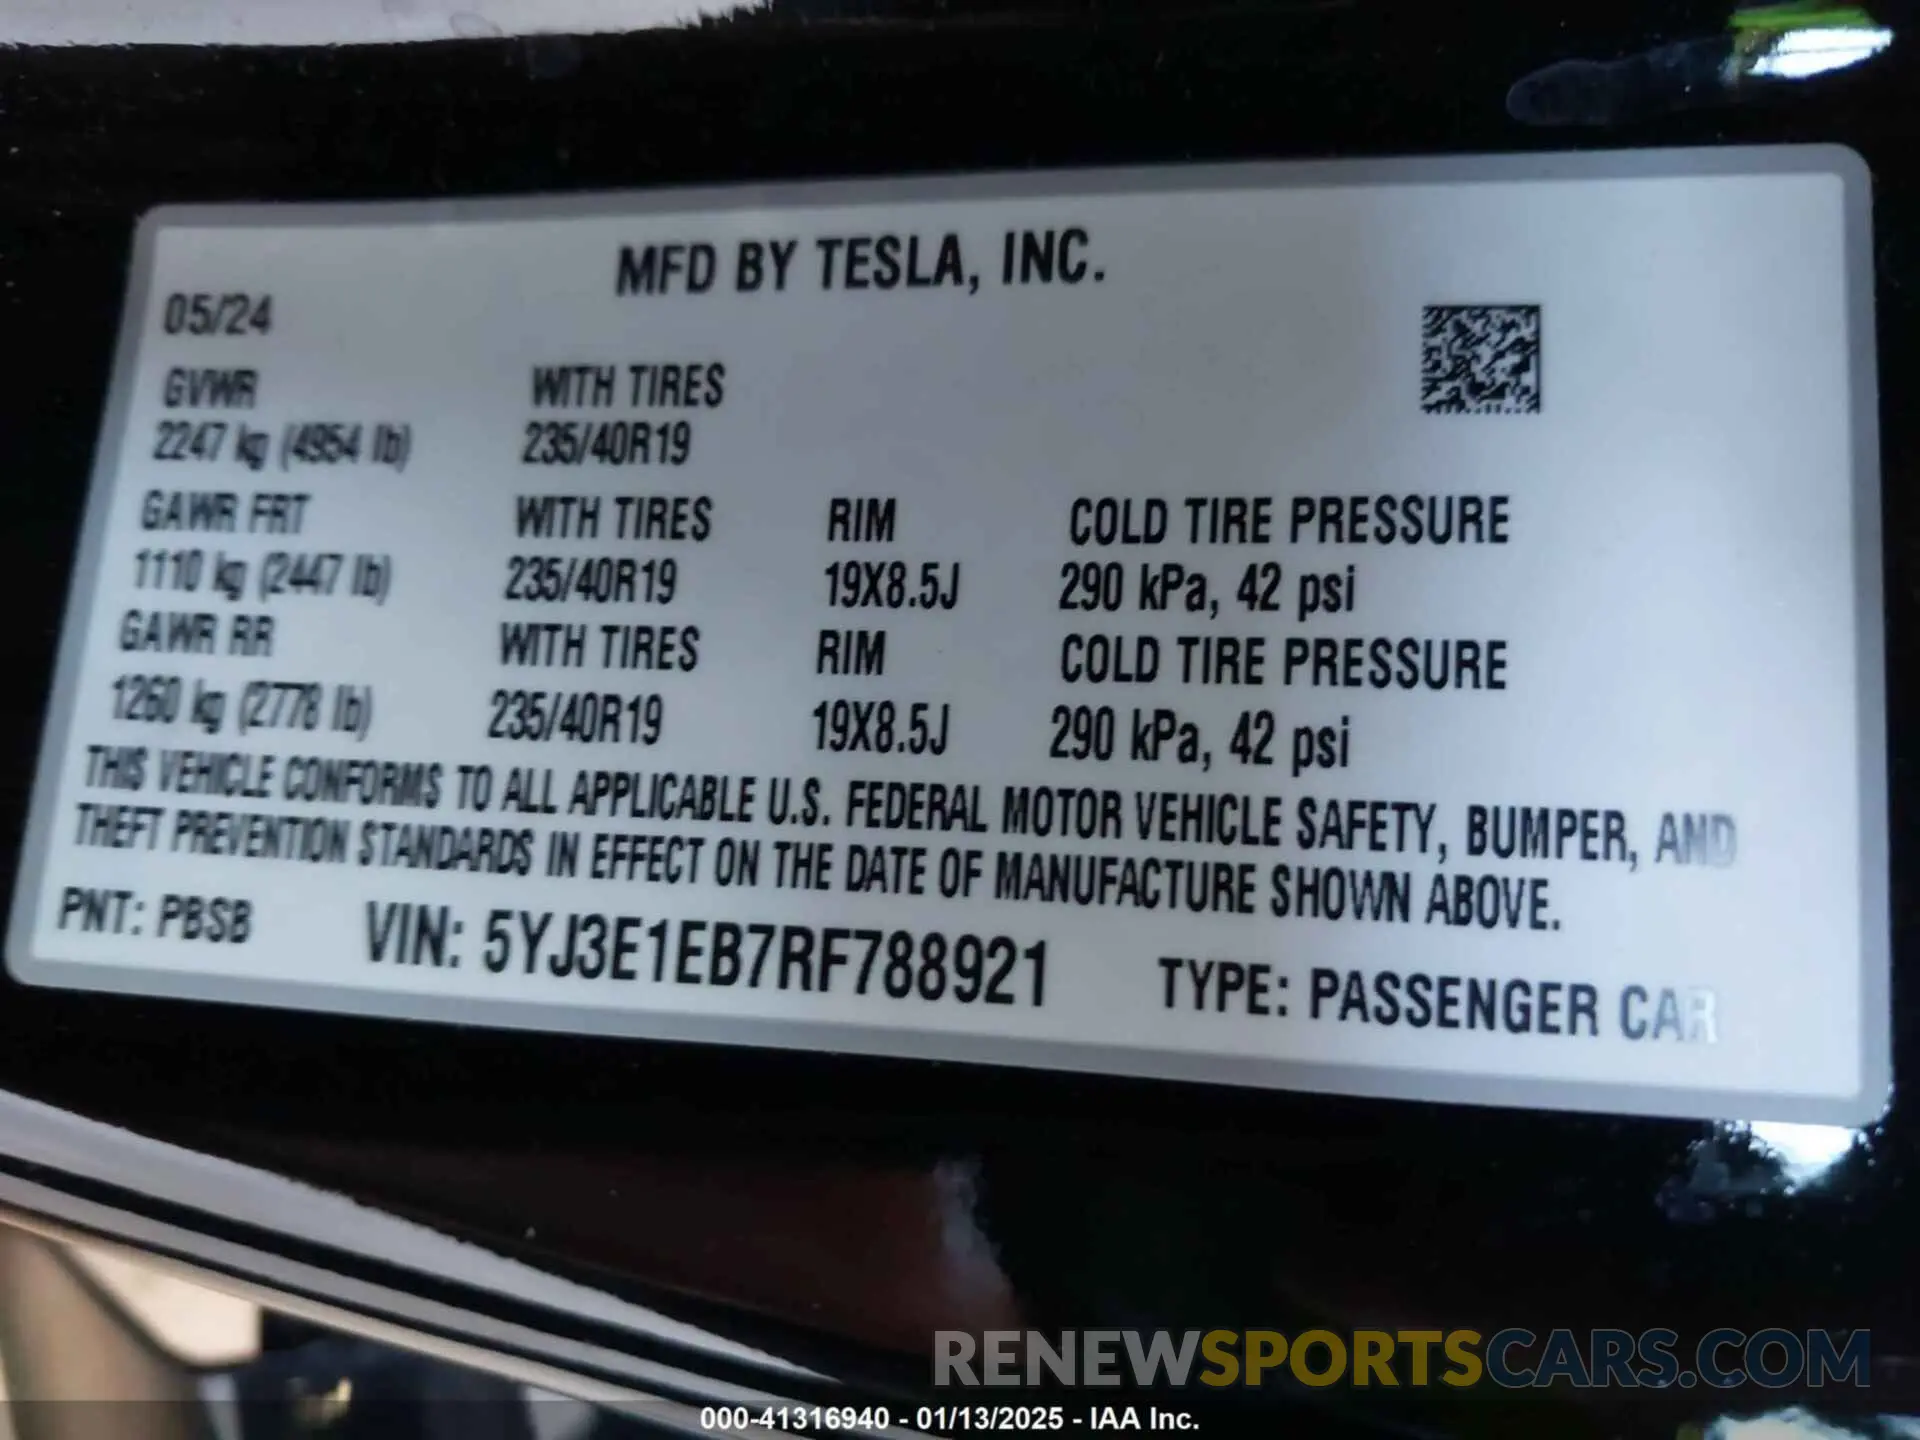 MFD BY TESLA, INC.
05/24
GVWR WITH TIRES
2247 kg (4954 lb) 235/40R19
GAWR FRT WITH TIRES RIM COLD TIRE PRESSURE
1110 kg (2447 lb) 235/40R19 19X8.5J 290 kPa, 42 psi
GAWR RR WITH TIRES RIM COLD TIRE PRESSURE
1260 kg (2778 lb) 235/40R19 19X8.5J 290 kPa, 42 psi
THIS VEHICLE CONFORMS TO ALL APPLICABLE U.S. FEDERAL MOTOR VEHICLE SAFETY, BUMPER, AND
THEFT PREVENTION STANDARDS IN EFFECT ON THE DATE OF MANUFACTURE SHOWN ABOVE.
PNT: PBSB VIN: 5YJ3E1EB7RF788921 TYPE: PASSENGER CAR
RENEWSPORTSCARS.COM
000-41316940 - 01/13/2025 - IAA Inc.